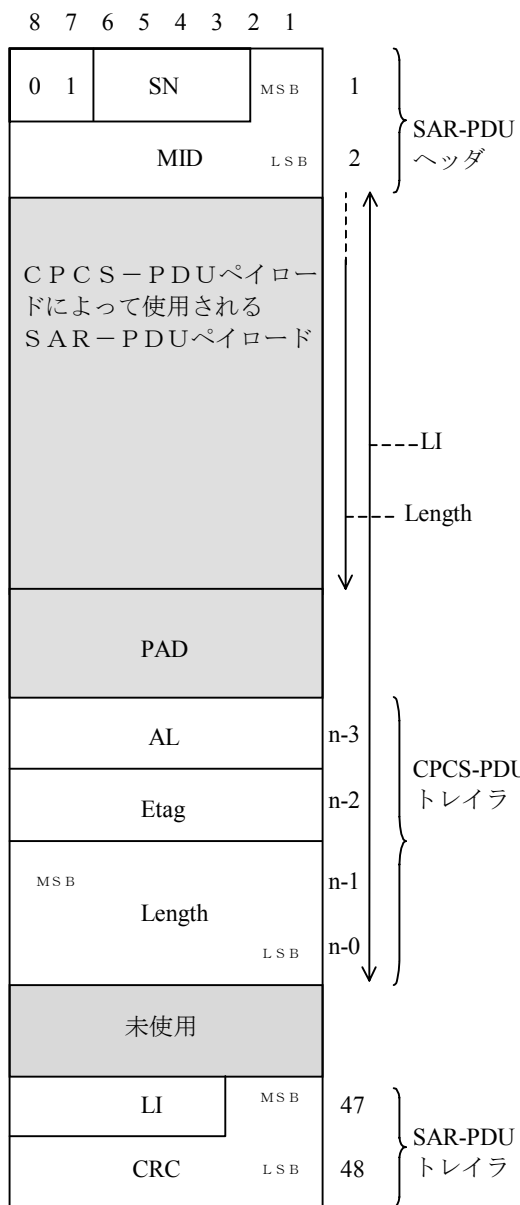 8 7 6 5 4 3 2 1
0 1 SN MSB 1
MID LSB 2
SAR-PDU
ヘッダ
CPCS-PDUペイロー
ドによって使用される
SAR-PDUペイロード
LI
Length
PAD
AL n-3
Etag n-2
MSB n-1
Length
LSB n-0
CPCS-PDU
トレイラ
未使用
LI MSB 47
CRC LSB 48
SAR-PDU
トレイラ